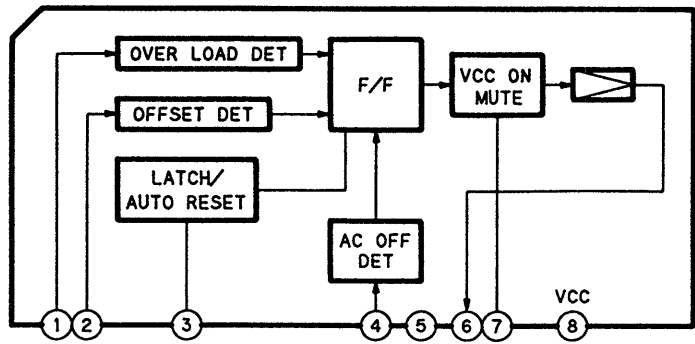 OVER LOAD DET
F/F
VCC ON
MUTE
OFFSET DET
LATCH/
AUTO RESET
AC OFF
DET
VCC
1 2 3 4 5 6 7 8